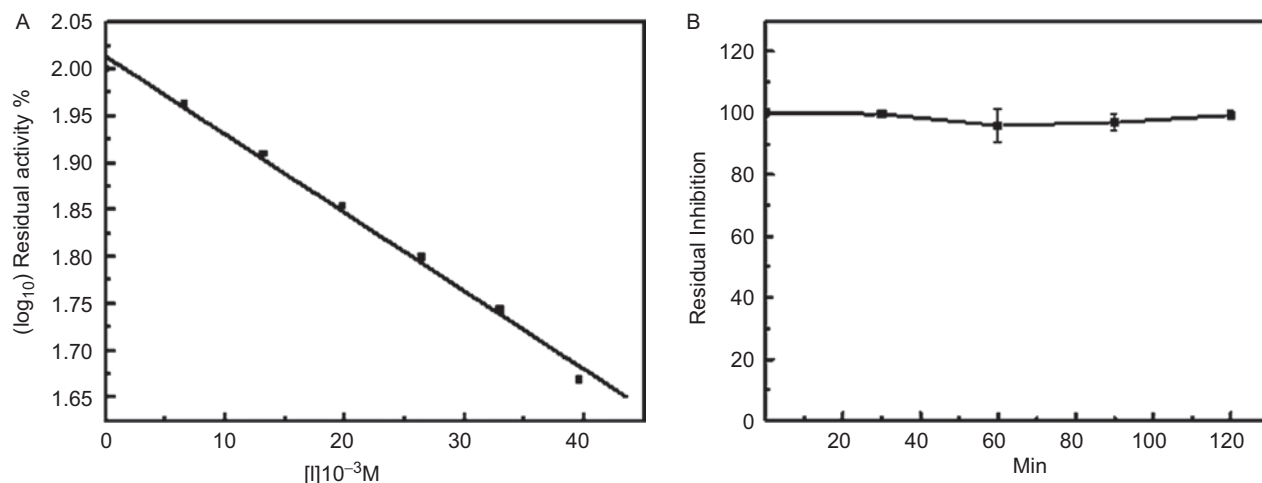 A
2.05
2.00
1.95
1.90
1.85
1.80
1.75
1.70
1.65
(log₁₀) Residual activity %
0 10 20 30 40
[I]10⁻³M
B
120
100
80
60
40
20
0
Residual Inhibition
20 40 60 80 100 120
Min